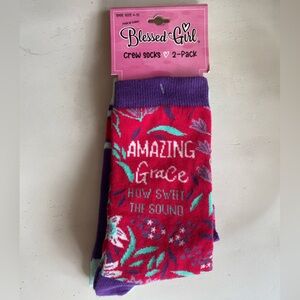 Blessed Girl
Crew Socks 2-Pack
AMAZING
Grace
HOW SWEET
THE SOUND